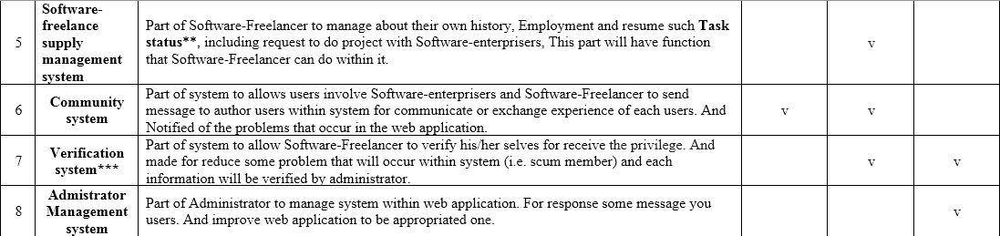 5
Software-
freelance
supply
management
system
Part of Software-Freelancer to manage about their own history, Employment and resume such Task
status**, including request to do project with Software-enterprisers, This part will have function
that Software-Freelancer can do within it.
v
6
Community
system
Part of system to allows users involve Software-enterprisers and Software-Freelancer to send
message to author users within system for communicate or exchange experience of each users. And
Notified of the problems that occur in the web application.
v
v
7
Verification
system***
Part of system to allow Software-Freelancer to verify his/her selves for receive the privilege. And
made for reduce some problem that will occur within system (i.e. scum member) and each
information will be verified by administrator.
v
v
8
Admistrator
Management
system
Part of Administrator to manage system within web application. For response some message you
users. And improve web application to be appropriated one.
v